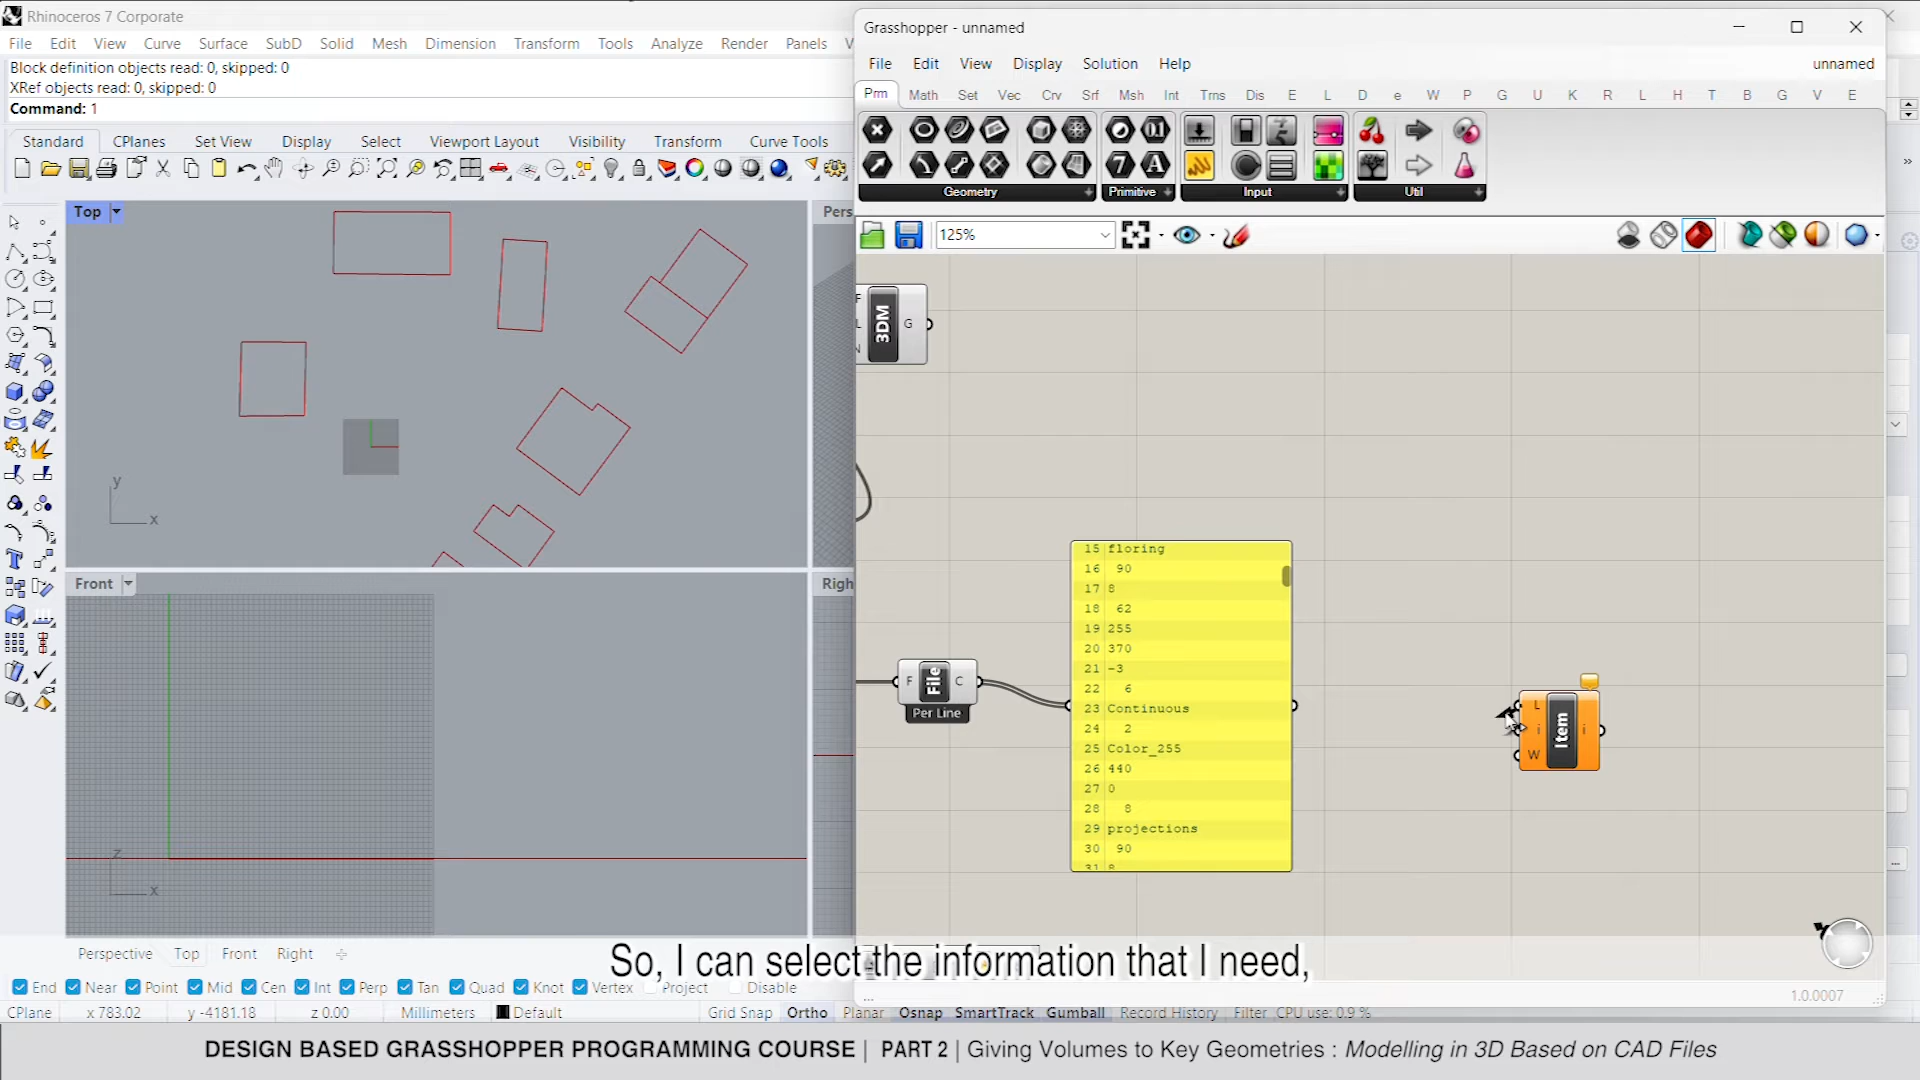 Rhinoceros 7 Corporate
File Edit View Curve Surface SubD Solid Mesh Dimension Transform Tools Analyze Render Panels V
Block definition objects read: 0, skipped: 0
XRef objects read: 0, skipped: 0
Command: 1
Standard CPlanes Set View Display Select Viewport Layout Visibility Transform Curve Tools
Top
Pers
y
x
Front
Righ
z
x
Perspective Top Front Right
End Near Point Mid Cen Int Perp Tan Quad Knot Vertex Project Disable
CPlane x 783.02 y -4181.18 z 0.00 Millimeters Default Grid Snap Ortho Planar Osnap SmartTrack Gumball Record History Filter CPU use: 0.9 %
Grasshopper - unnamed
File Edit View Display Solution Help unnamed
Prm Math Set Vec Crv Srf Msh Int Trns Dis E L D e W P G U K R L H T B G V E
Geometry Primitive Input Util
125%
F
L
N
3DM
G
F File C
Per Line
15 floring
16 90
17 8
18 62
19 255
20 370
21 -3
22 6
23 Continuous
24 2
25 Color_255
26 440
27 0
28 8
29 projections
30 90
31 8
L
i
W
Item
i
1.0.0007
So, I can select the information that I need,
DESIGN BASED GRASSHOPPER PROGRAMMING COURSE | PART 2 | Giving Volumes to Key Geometries : Modelling in 3D Based on CAD Files